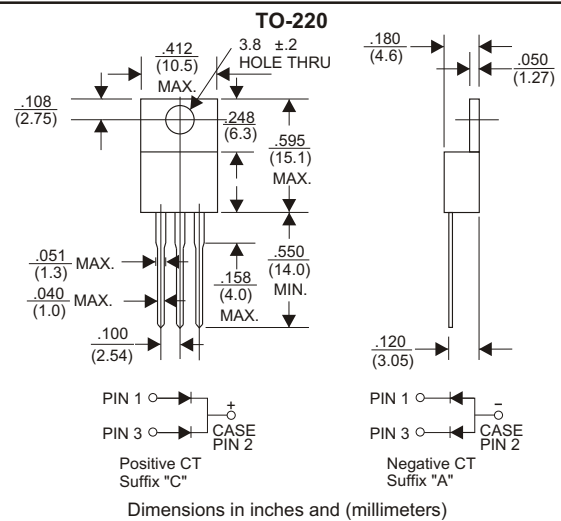 TO-220
.412
(10.5)
MAX.
3.8 ±.2
HOLE THRU
.108
(2.75)
.248
(6.3)
.595
(15.1)
MAX.
.051
(1.3) MAX.
.040
(1.0) MAX.
.100
(2.54)
.158
(4.0)
MAX.
.550
(14.0)
MIN.
.180
(4.6)
.050
(1.27)
.120
(3.05)
PIN 1
PIN 3
+
CASE
PIN 2
Positive CT
Suffix "C"
PIN 1
PIN 3
−
CASE
PIN 2
Negative CT
Suffix "A"
Dimensions in inches and (millimeters)